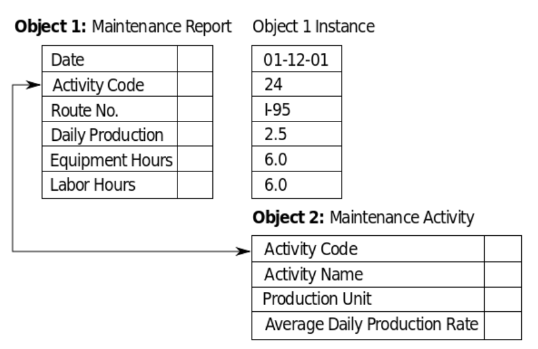 Object 1: Maintenance Report
Object 1 Instance
Date
01-12-01
Activity Code
24
Route No.
I-95
Daily Production
2.5
Equipment Hours
6.0
Labor Hours
6.0
Object 2: Maintenance Activity
Activity Code
Activity Name
Production Unit
Average Daily Production Rate